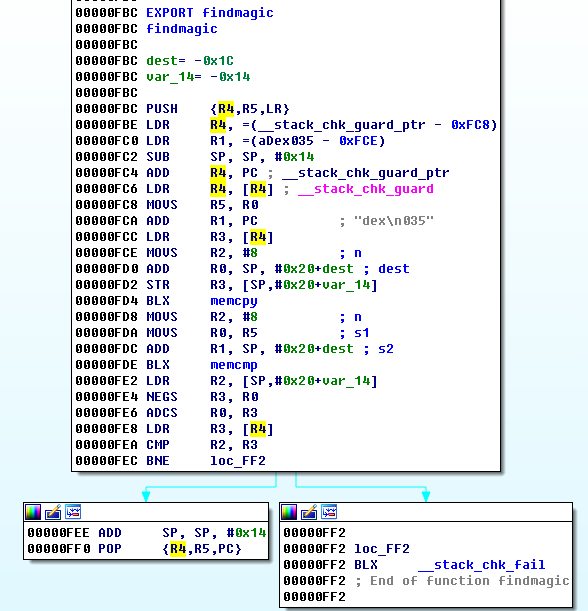 00000FBC EXPORT findmagic
00000FBC findmagic
00000FBC
00000FBC dest= -0x1C
00000FBC var_14= -0x14
00000FBC
00000FBC PUSH {R4,R5,LR}
00000FBE LDR R4, =(__stack_chk_guard_ptr - 0xFC8)
00000FC0 LDR R1, =(aDex035 - 0xFCE)
00000FC2 SUB SP, SP, #0x14
00000FC4 ADD R4, PC ; __stack_chk_guard_ptr
00000FC6 LDR R4, [R4] ; __stack_chk_guard
00000FC8 MOVS R5, R0
00000FCA ADD R1, PC ; "dex\n035"
00000FCC LDR R3, [R4]
00000FCE MOVS R2, #8 ; n
00000FD0 ADD R0, SP, #0x20+dest ; dest
00000FD2 STR R3, [SP,#0x20+var_14]
00000FD4 BLX memcpy
00000FD8 MOVS R2, #8 ; n
00000FDA MOVS R0, R5 ; s1
00000FDC ADD R1, SP, #0x20+dest ; s2
00000FDE BLX memcmp
00000FE2 LDR R2, [SP,#0x20+var_14]
00000FE4 NEGS R3, R0
00000FE6 ADCS R0, R3
00000FE8 LDR R3, [R4]
00000FEA CMP R2, R3
00000FEC BNE loc_FF2
00000FEE ADD SP, SP, #0x14
00000FF0 POP {R4,R5,PC}
00000FF2
00000FF2 loc_FF2
00000FF2 BLX __stack_chk_fail
00000FF2 ; End of function findmagic
00000FF2